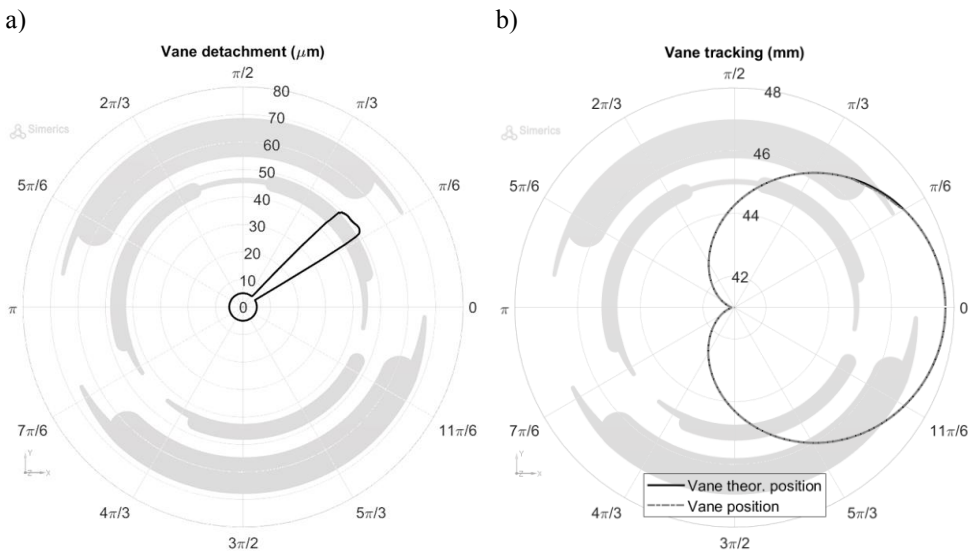 a)
b)
Vane detachment (μm)
π/2
2π/3
π/3
5π/6
π/6
π
0
7π/6
11π/6
4π/3
5π/3
3π/2
80
70
60
50
40
30
20
10
0
Simerics
Y
Z
X
Vane tracking (mm)
π/2
2π/3
π/3
5π/6
π/6
π
0
7π/6
11π/6
4π/3
5π/3
3π/2
48
46
44
42
Simerics
Y
Z
X
Vane theor. position
Vane position